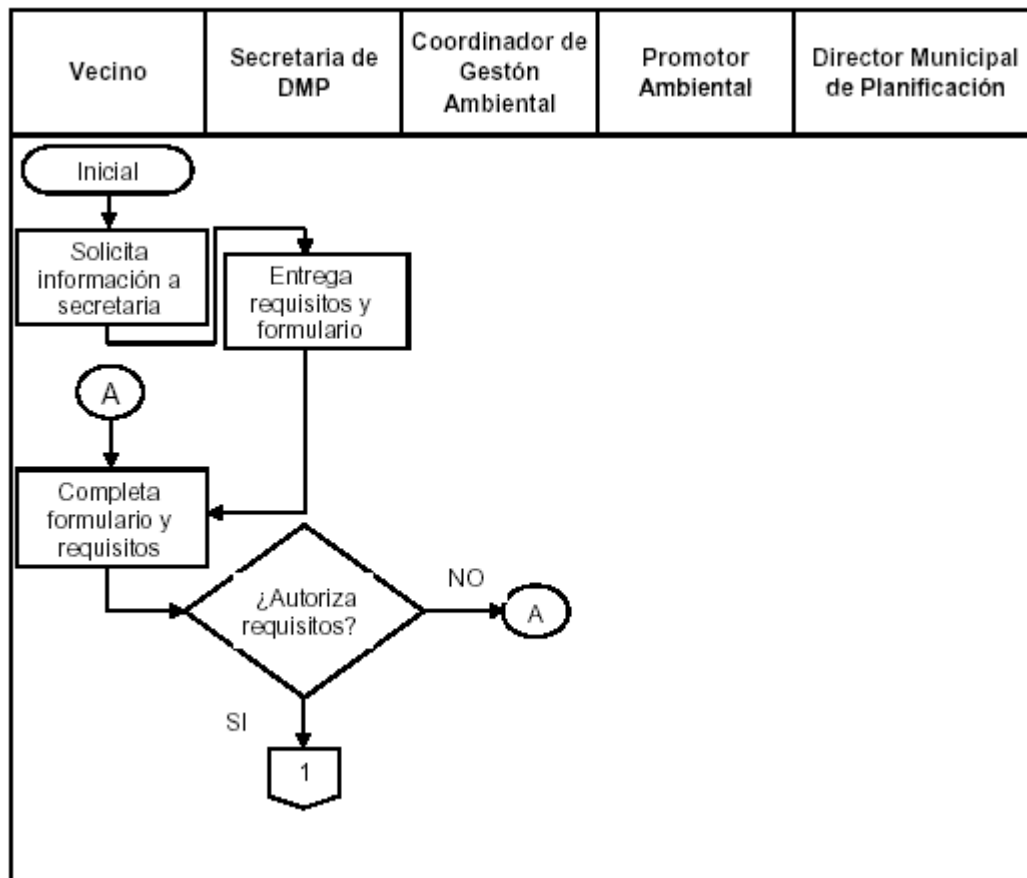 Vecino
Secretaria de
DMP
Coordinador de
Gestión
Ambiental
Promotor
Ambiental
Director Municipal
de Planificación
Inicial
Solicita
información a
secretaria
Entrega
requisitos y
formulario
A
Completa
formulario y
requisitos
¿Autoriza
requisitos?
NO
A
SI
1